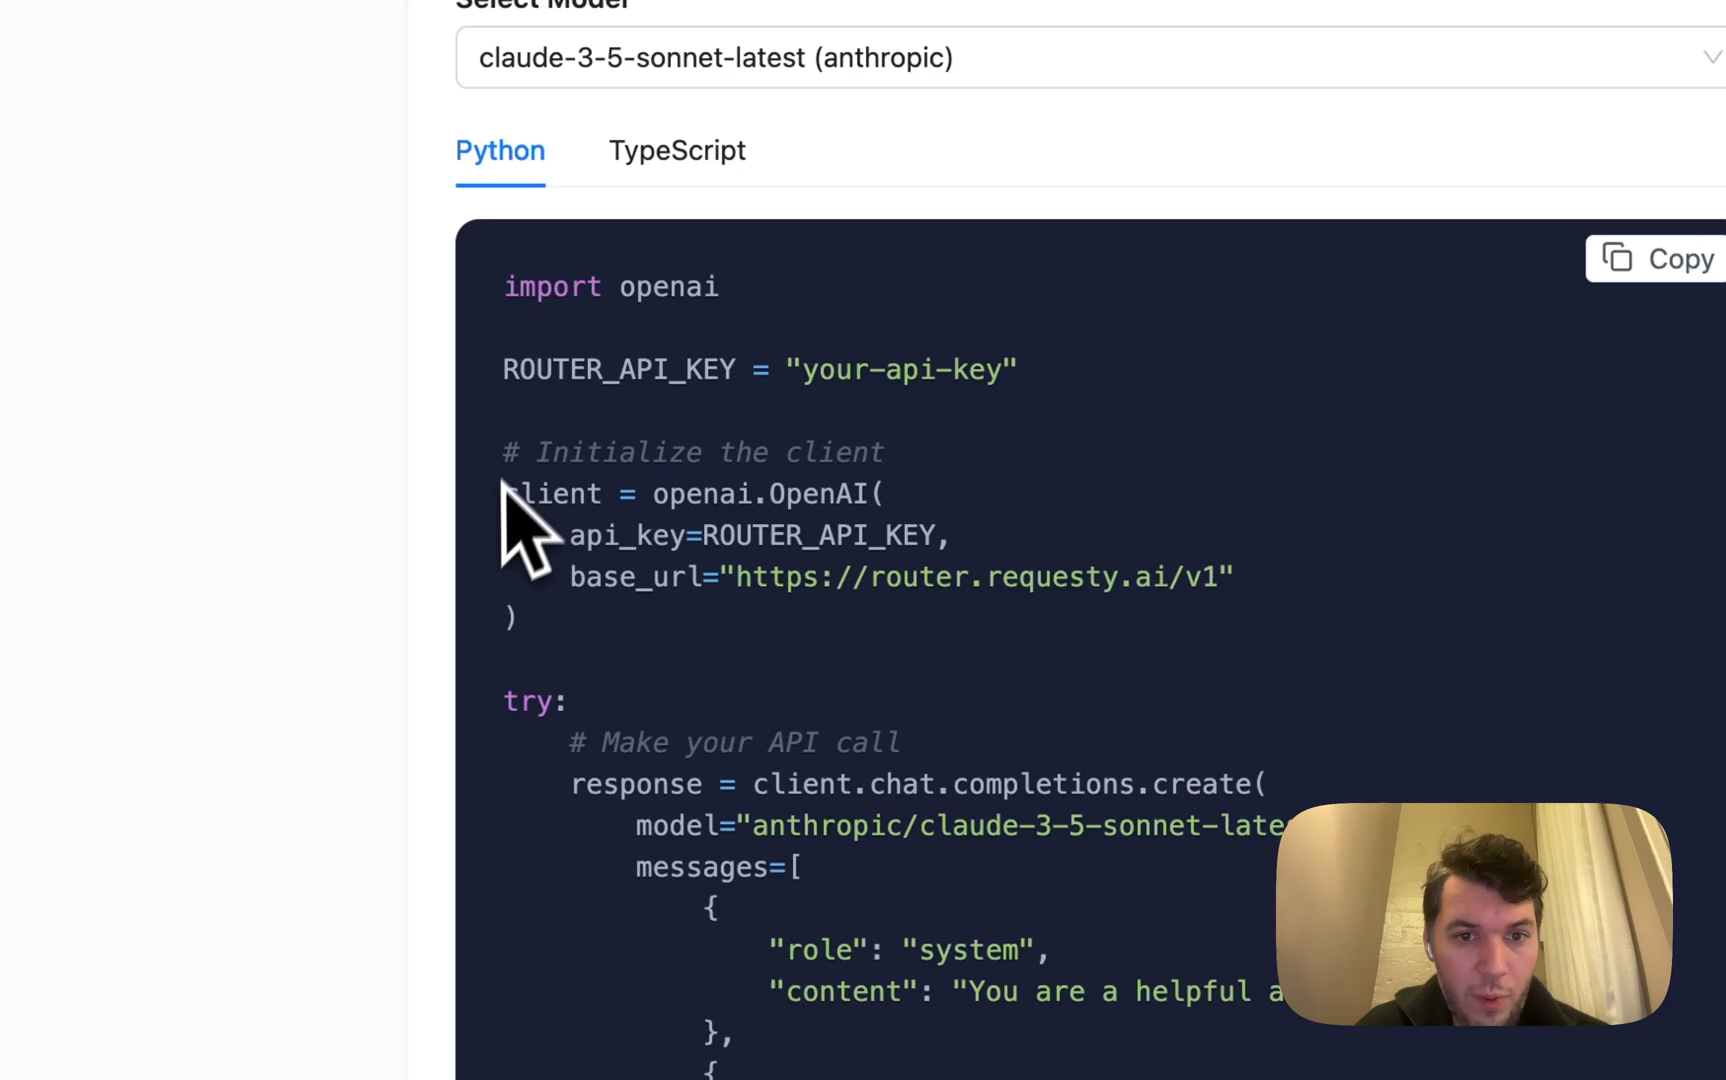 Select Model
claude-3-5-sonnet-latest (anthropic)
Python TypeScript
Copy
import openai
ROUTER_API_KEY = "your-api-key"
# Initialize the client
client = openai.OpenAI(
api_key=ROUTER_API_KEY,
base_url="https://router.requesty.ai/v1"
)
try:
# Make your API call
response = client.chat.completions.create(
model="anthropic/claude-3-5-sonnet-late
messages=[
{
"role": "system",
"content": "You are a helpful a
},
{